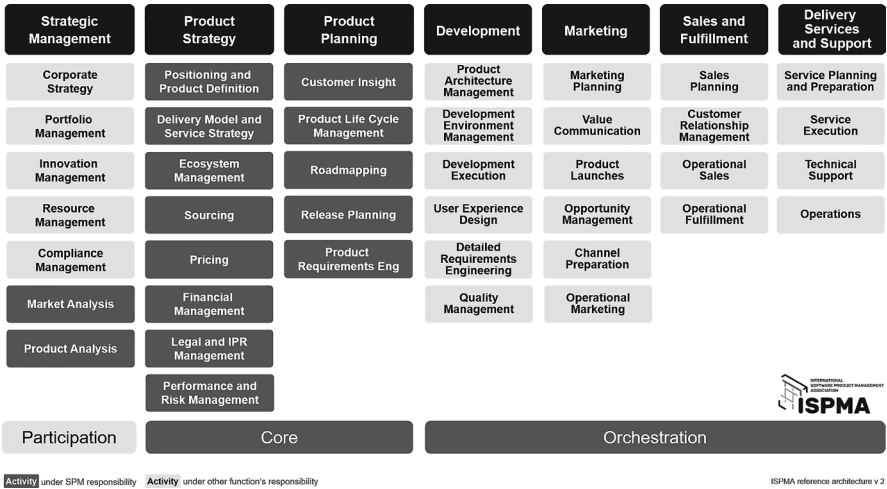 Strategic
Management
Product
Strategy
Product
Planning
Development
Marketing
Sales and
Fulfillment
Delivery
Services
and Support
Corporate
Strategy
Portfolio
Management
Innovation
Management
Resource
Management
Compliance
Management
Market Analysis
Product Analysis
Positioning and
Product Definition
Delivery Model and
Service Strategy
Ecosystem
Management
Sourcing
Pricing
Financial
Management
Legal and IPR
Management
Performance and
Risk Management
Customer Insight
Product Life Cycle
Management
Roadmapping
Release Planning
Product
Requirements Eng
Product
Architecture
Management
Development
Environment
Management
Development
Execution
User Experience
Design
Detailed
Requirements
Engineering
Quality
Management
Marketing
Planning
Value
Communication
Product
Launches
Opportunity
Management
Channel
Preparation
Operational
Marketing
Sales
Planning
Customer
Relationship
Management
Operational
Sales
Operational
Fulfillment
Service Planning
and Preparation
Service
Execution
Technical
Support
Operations
INTERNATIONAL
SOFTWARE PRODUCT MANAGEMENT
ASSOCIATION
ISPMA
Participation
Core
Orchestration
Activity under SPM responsibility
Activity under other function's responsibility
ISPMA reference architecture v 2